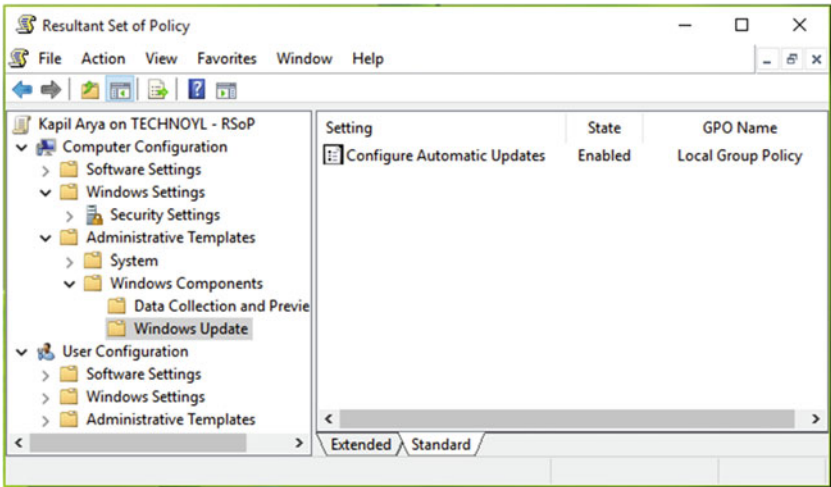 Resultant Set of Policy
File Action View Favorites Window Help
Kapil Arya on TECHNOYL - RSoP
Computer Configuration
Software Settings
Windows Settings
Security Settings
Administrative Templates
System
Windows Components
Data Collection and Previe
Windows Update
User Configuration
Software Settings
Windows Settings
Administrative Templates
Setting State GPO Name
Configure Automatic Updates Enabled Local Group Policy
Extended Standard